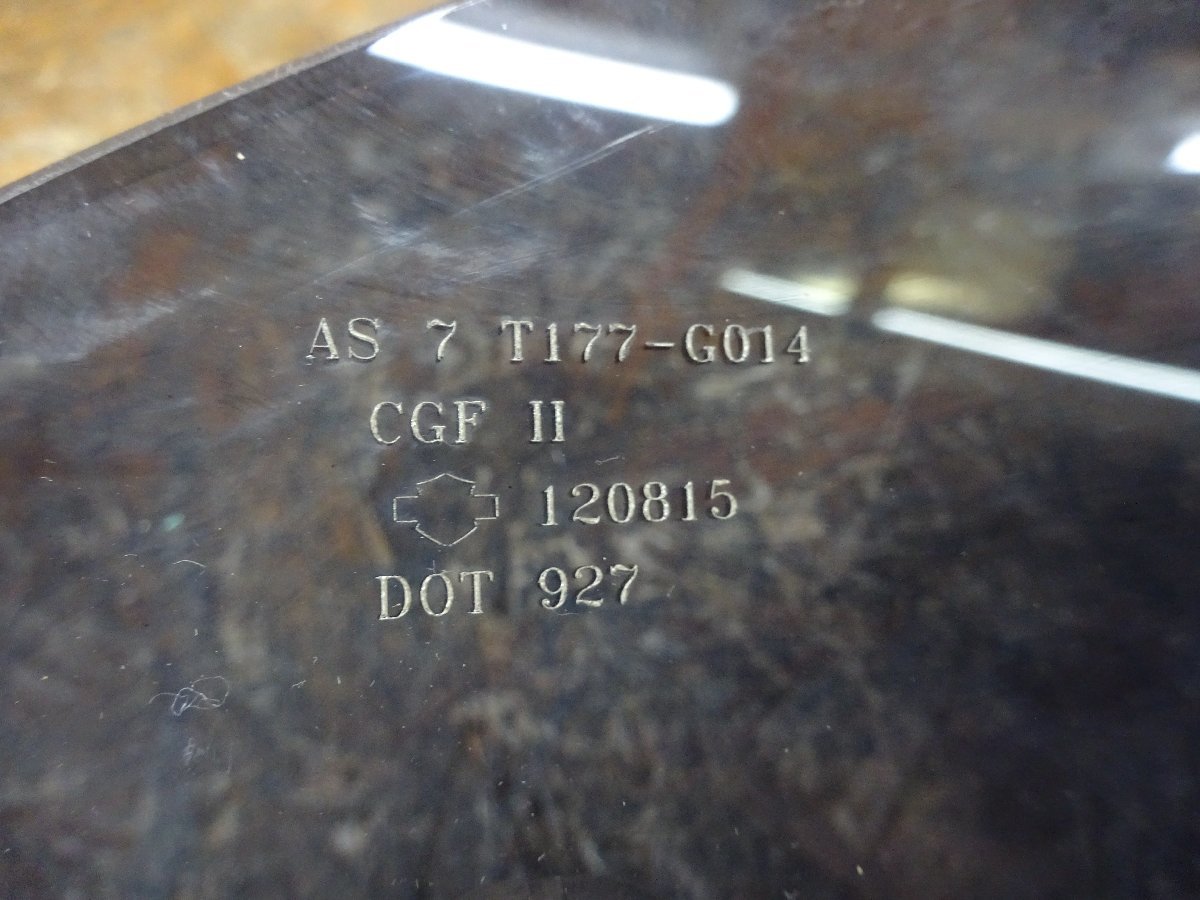 AS 7 T177-G014
CGF II
120815
DOT 927